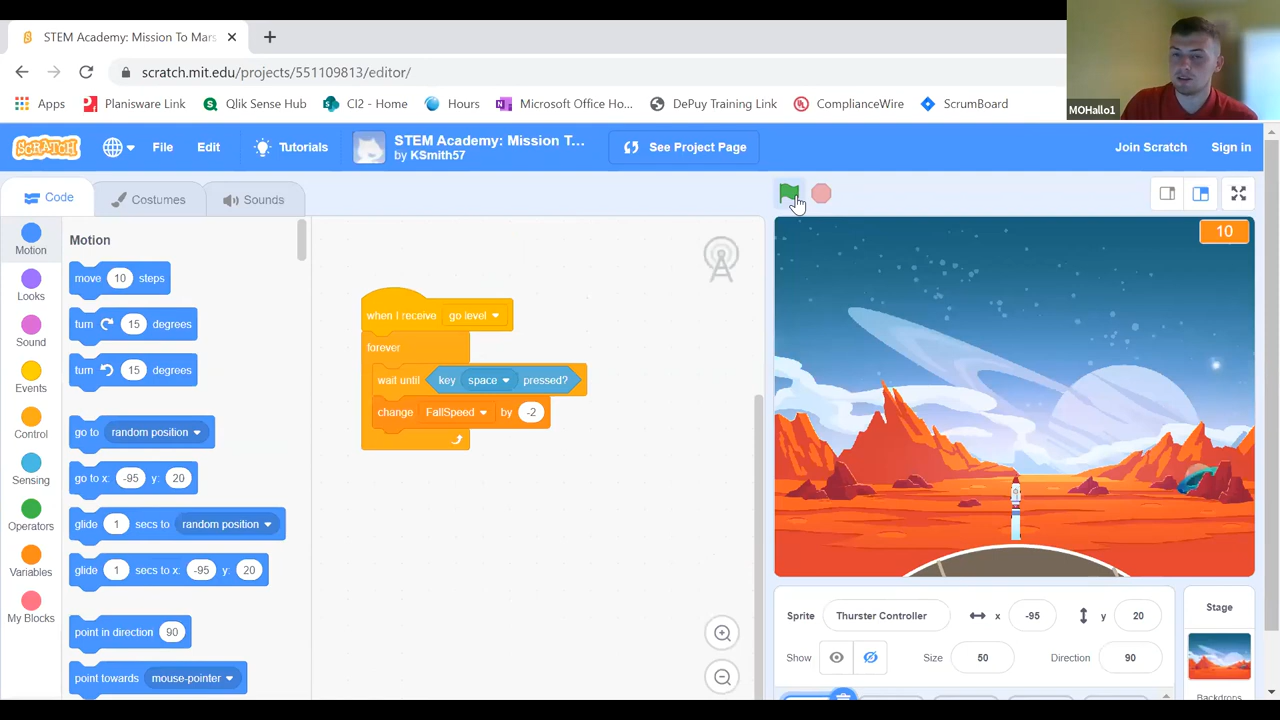 STEM Academy: Mission To Mars
MOHallo1
scratch.mit.edu/projects/551109813/editor/
Apps Planisware Link Qlik Sense Hub CI2 - Home Hours Microsoft Office Ho... DePuy Training Link ComplianceWire ScrumBoard
SCRATCH File Edit Tutorials STEM Academy: Mission T... See Project Page Join Scratch Sign in
by KSmith57
Code Costumes Sounds
Motion
Looks
Sound
Events
Control
Sensing
Operators
Variables
My Blocks
Motion
move 10 steps
turn 15 degrees
turn 15 degrees
go to random position
go to x: -95 y: 20
glide 1 secs to random position
glide 1 secs to x: -95 y: 20
point in direction 90
point towards mouse-pointer
when I receive go level
forever
wait until key space pressed?
change FallSpeed by -2
10
Sprite Thurster Controller x -95 y 20
Show Size 50 Direction 90
Stage
Backdrops